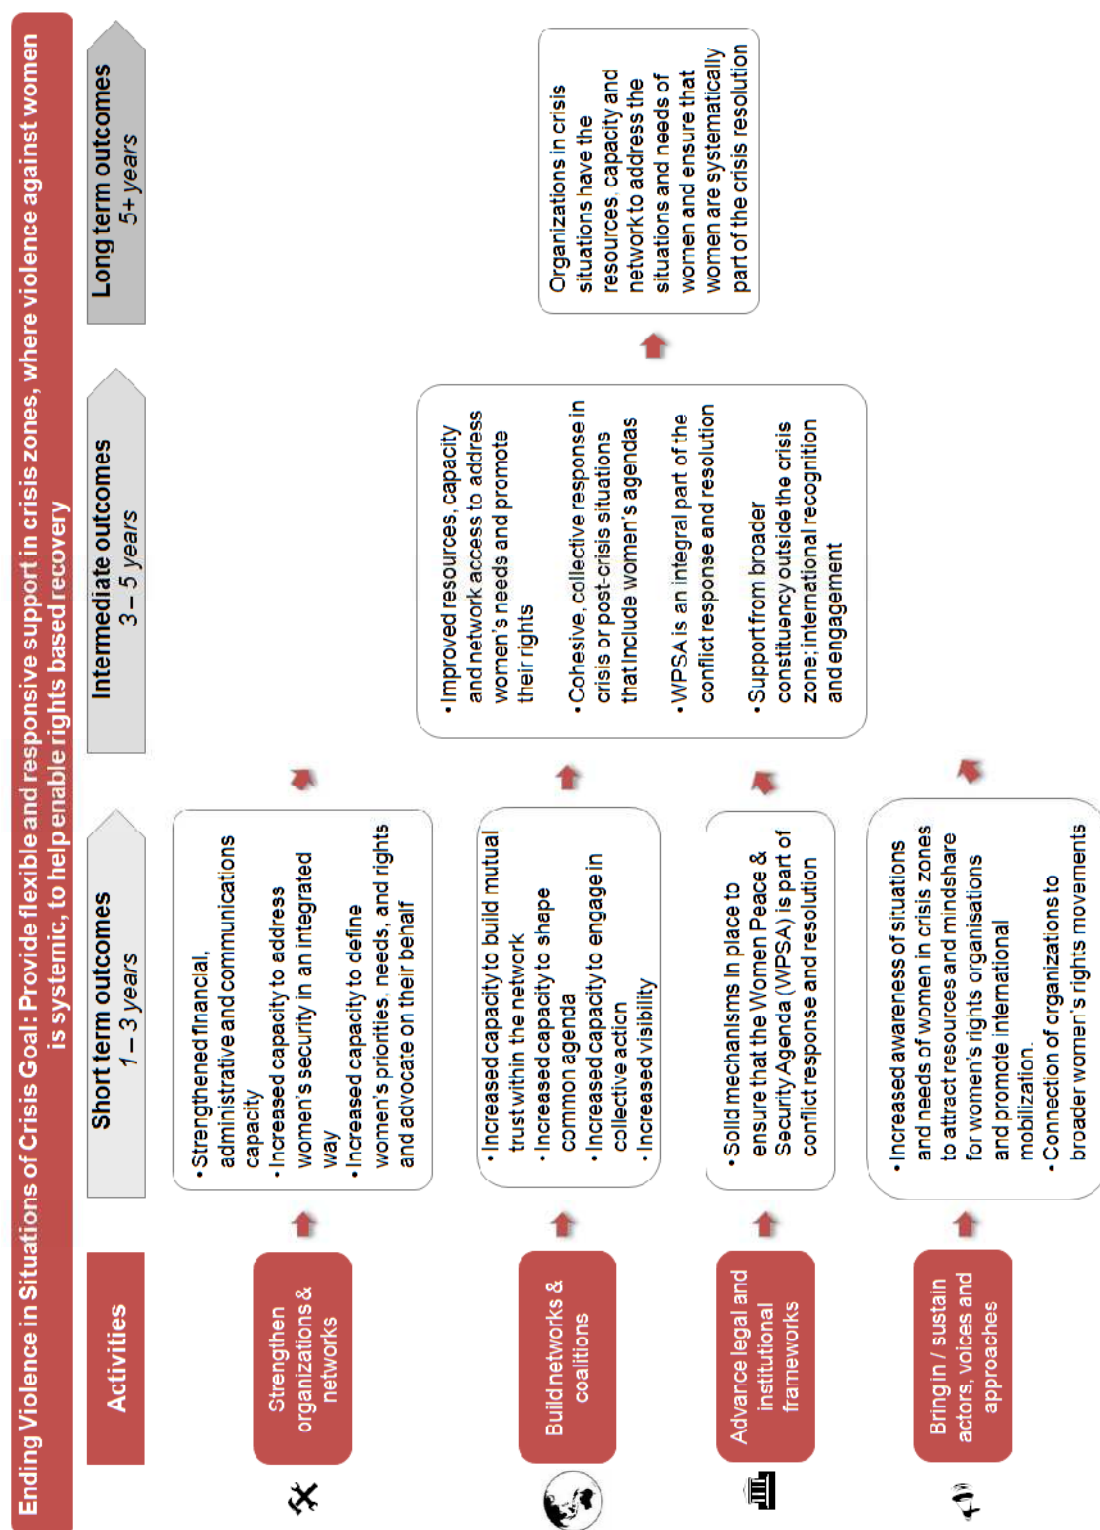 Ending Violence in Situations of Crisis Goal: Provide flexible and responsive support in crisis zones, where violence against women
is systemic, to help enable rights based recovery
Activities
Short term outcomes
1 – 3 years
Intermediate outcomes
3 – 5 years
Long term outcomes
5+ years
Strengthen
organizations &
networks
• Strengthened financial,
administrative and communications
capacity
• Increased capacity to address
women's security in an integrated
way
• Increased capacity to define
women's priorities, needs, and rights
and advocate on their behalf
Build networks &
coalitions
• Increased capacity to build mutual
trust within the network
• Increased capacity to shape
common agenda
• Increased capacity to engage in
collective action
• Increased visibility
Advance legal and
institutional
frameworks
• Solid mechanisms in place to
ensure that the Women Peace &
Security Agenda (WPSA) is part of
conflict response and resolution
Bring in / sustain
actors, voices and
approaches
• Increased awareness of situations
and needs of women in crisis zones
to attract resources and mindshare
for women's rights organisations
and promote international
mobilization.
• Connection of organizations to
broader women's rights movements
• Improved resources, capacity
and network access to address
women's needs and promote
their rights
• Cohesive, collective response in
crisis or post-crisis situations
that include women's agendas
• WPSA is an integral part of the
conflict response and resolution
• Support from broader
constituency outside the crisis
zone; international recognition
and engagement
Organizations in crisis
situations have the
resources, capacity and
network to address the
situations and needs of
women and ensure that
women are systematically
part of the crisis resolution